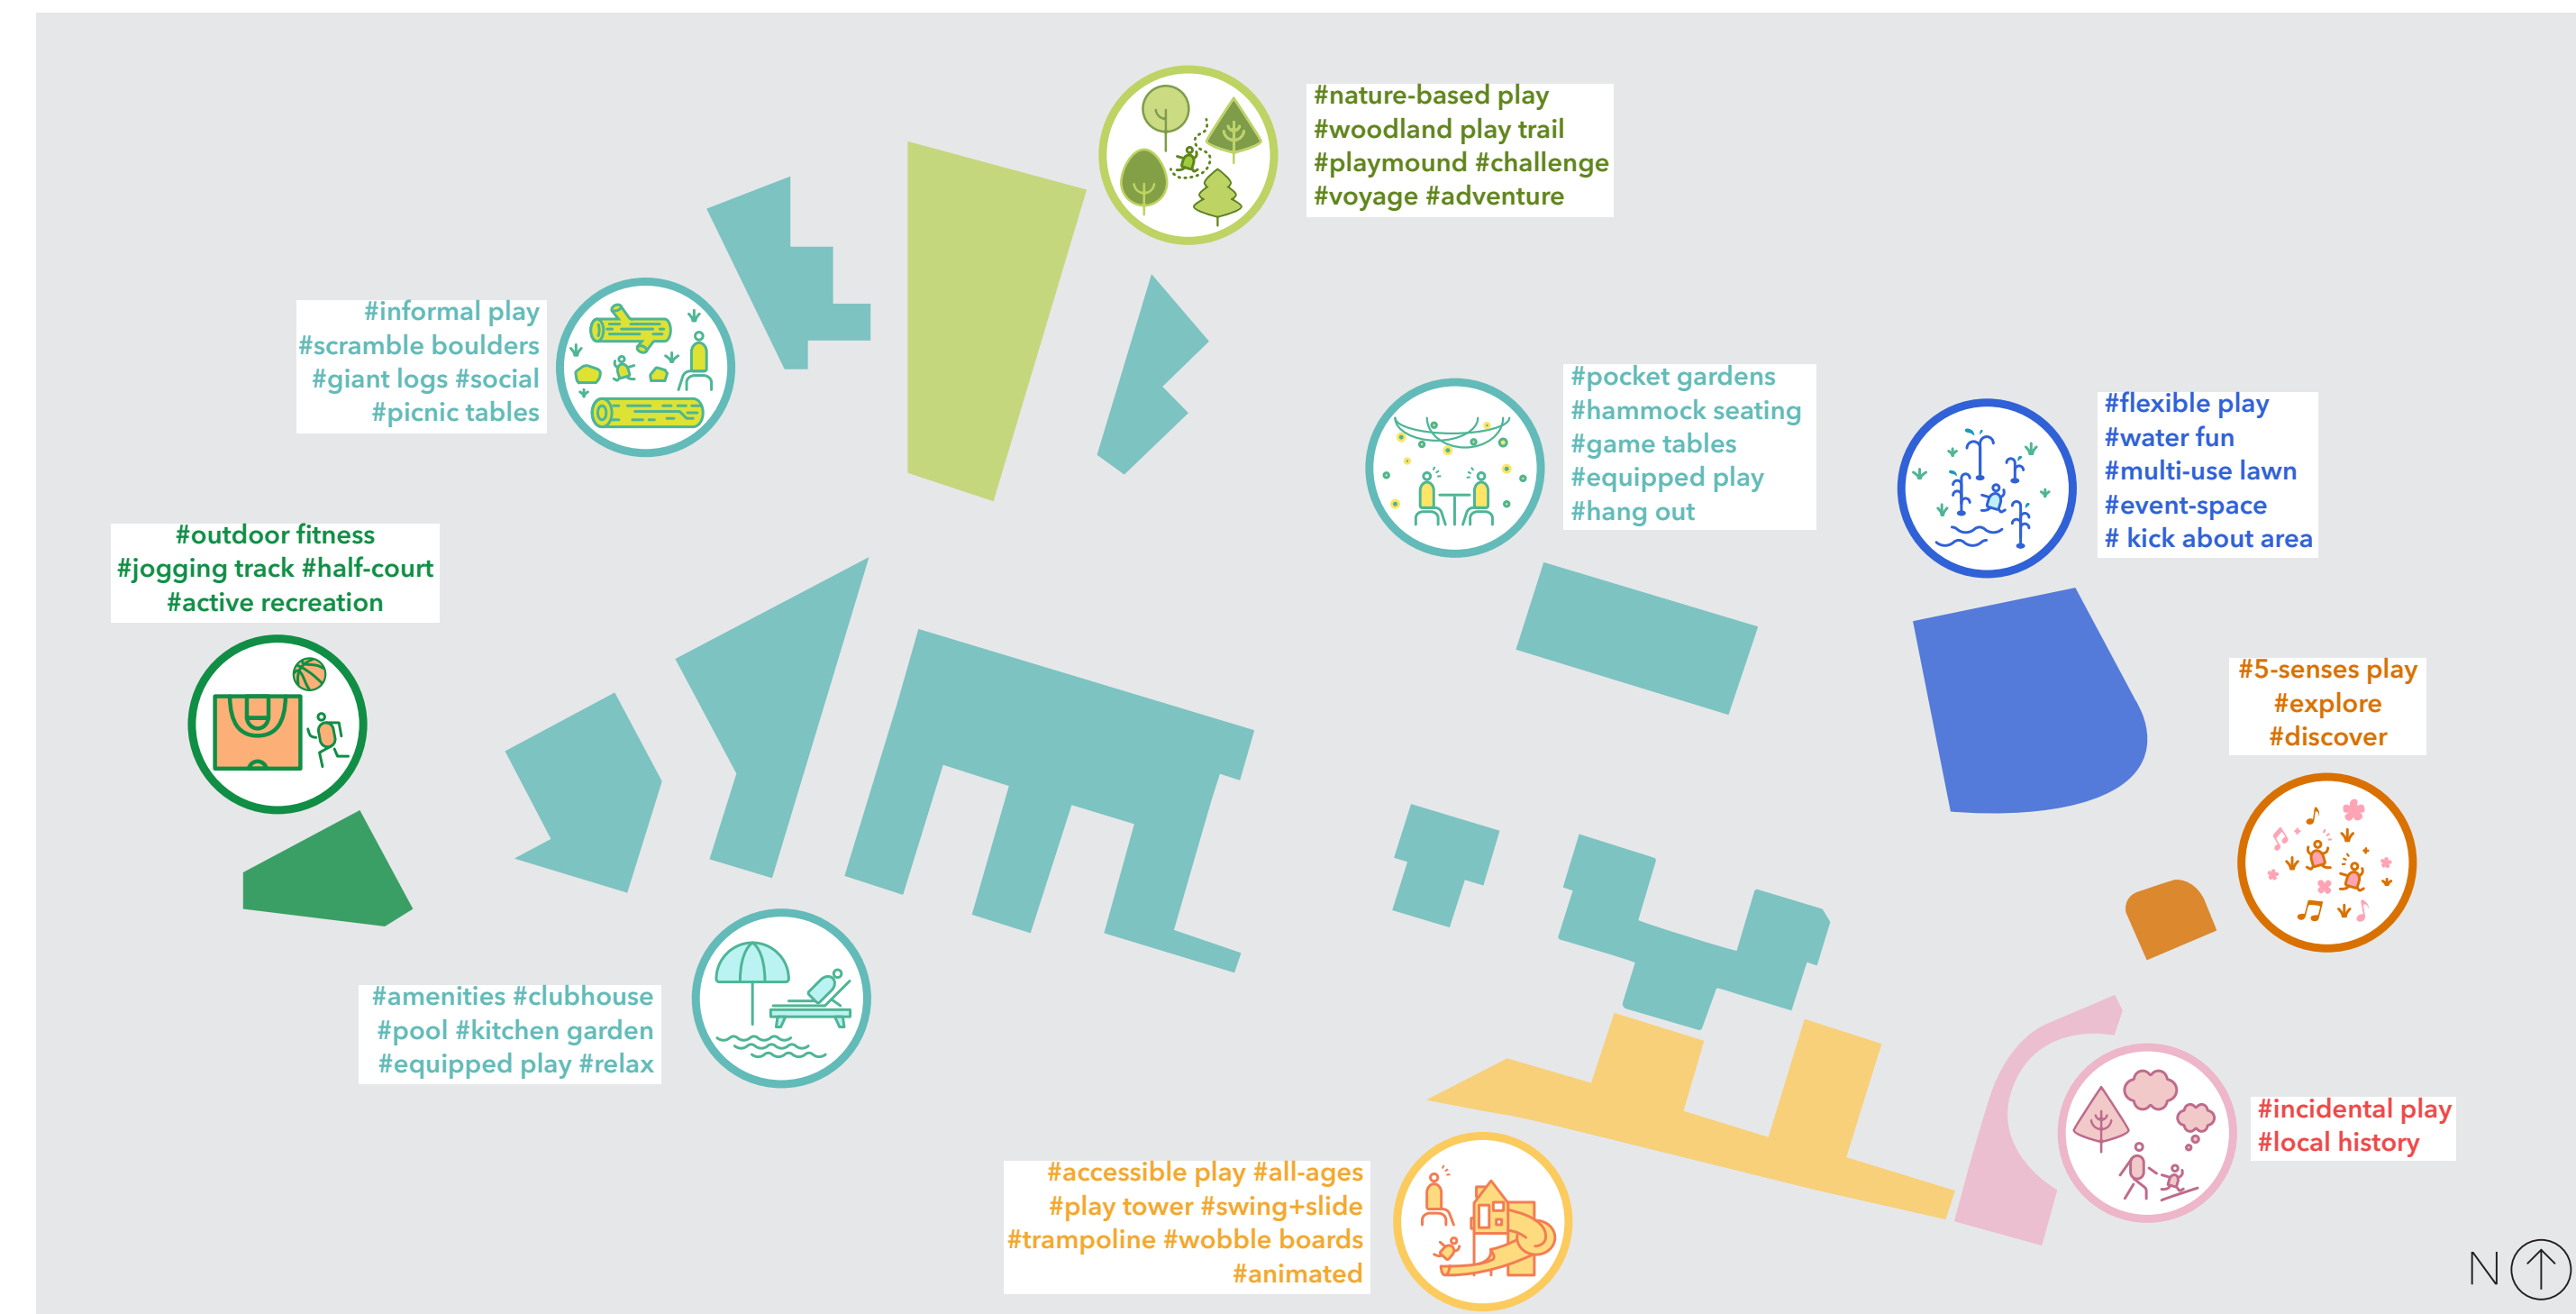 #nature-based play
#woodland play trail
#playmound #challenge
#voyage #adventure
#informal play
#scramble boulders
#giant logs #social
#picnic tables
#pocket gardens
#hammock seating
#game tables
#equipped play
#hang out
#flexible play
#water fun
#multi-use lawn
#event-space
# kick about area
#outdoor fitness
#jogging track #half-court
#active recreation
#5-senses play
#explore
#discover
#amenities #clubhouse
#pool #kitchen garden
#equipped play #relax
#incidental play
#local history
#accessible play #all-ages
#play tower #swing+slide
#trampoline #wobble boards
#animated
N